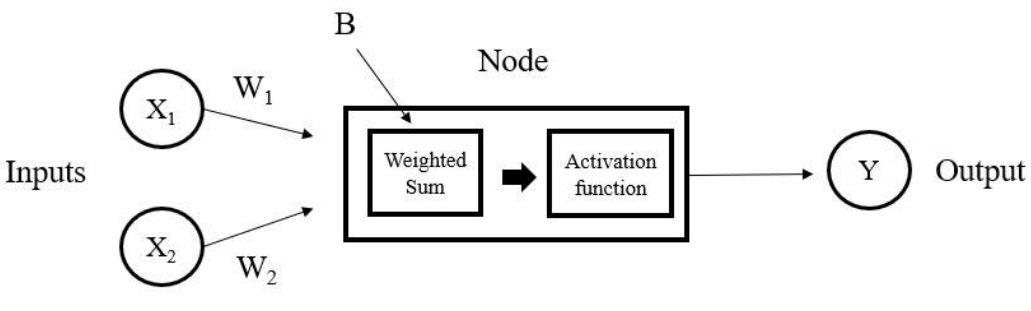 B
Node
X₁
W₁
Inputs
Weighted
Sum
Activation
function
Y
Output
X₂
W₂